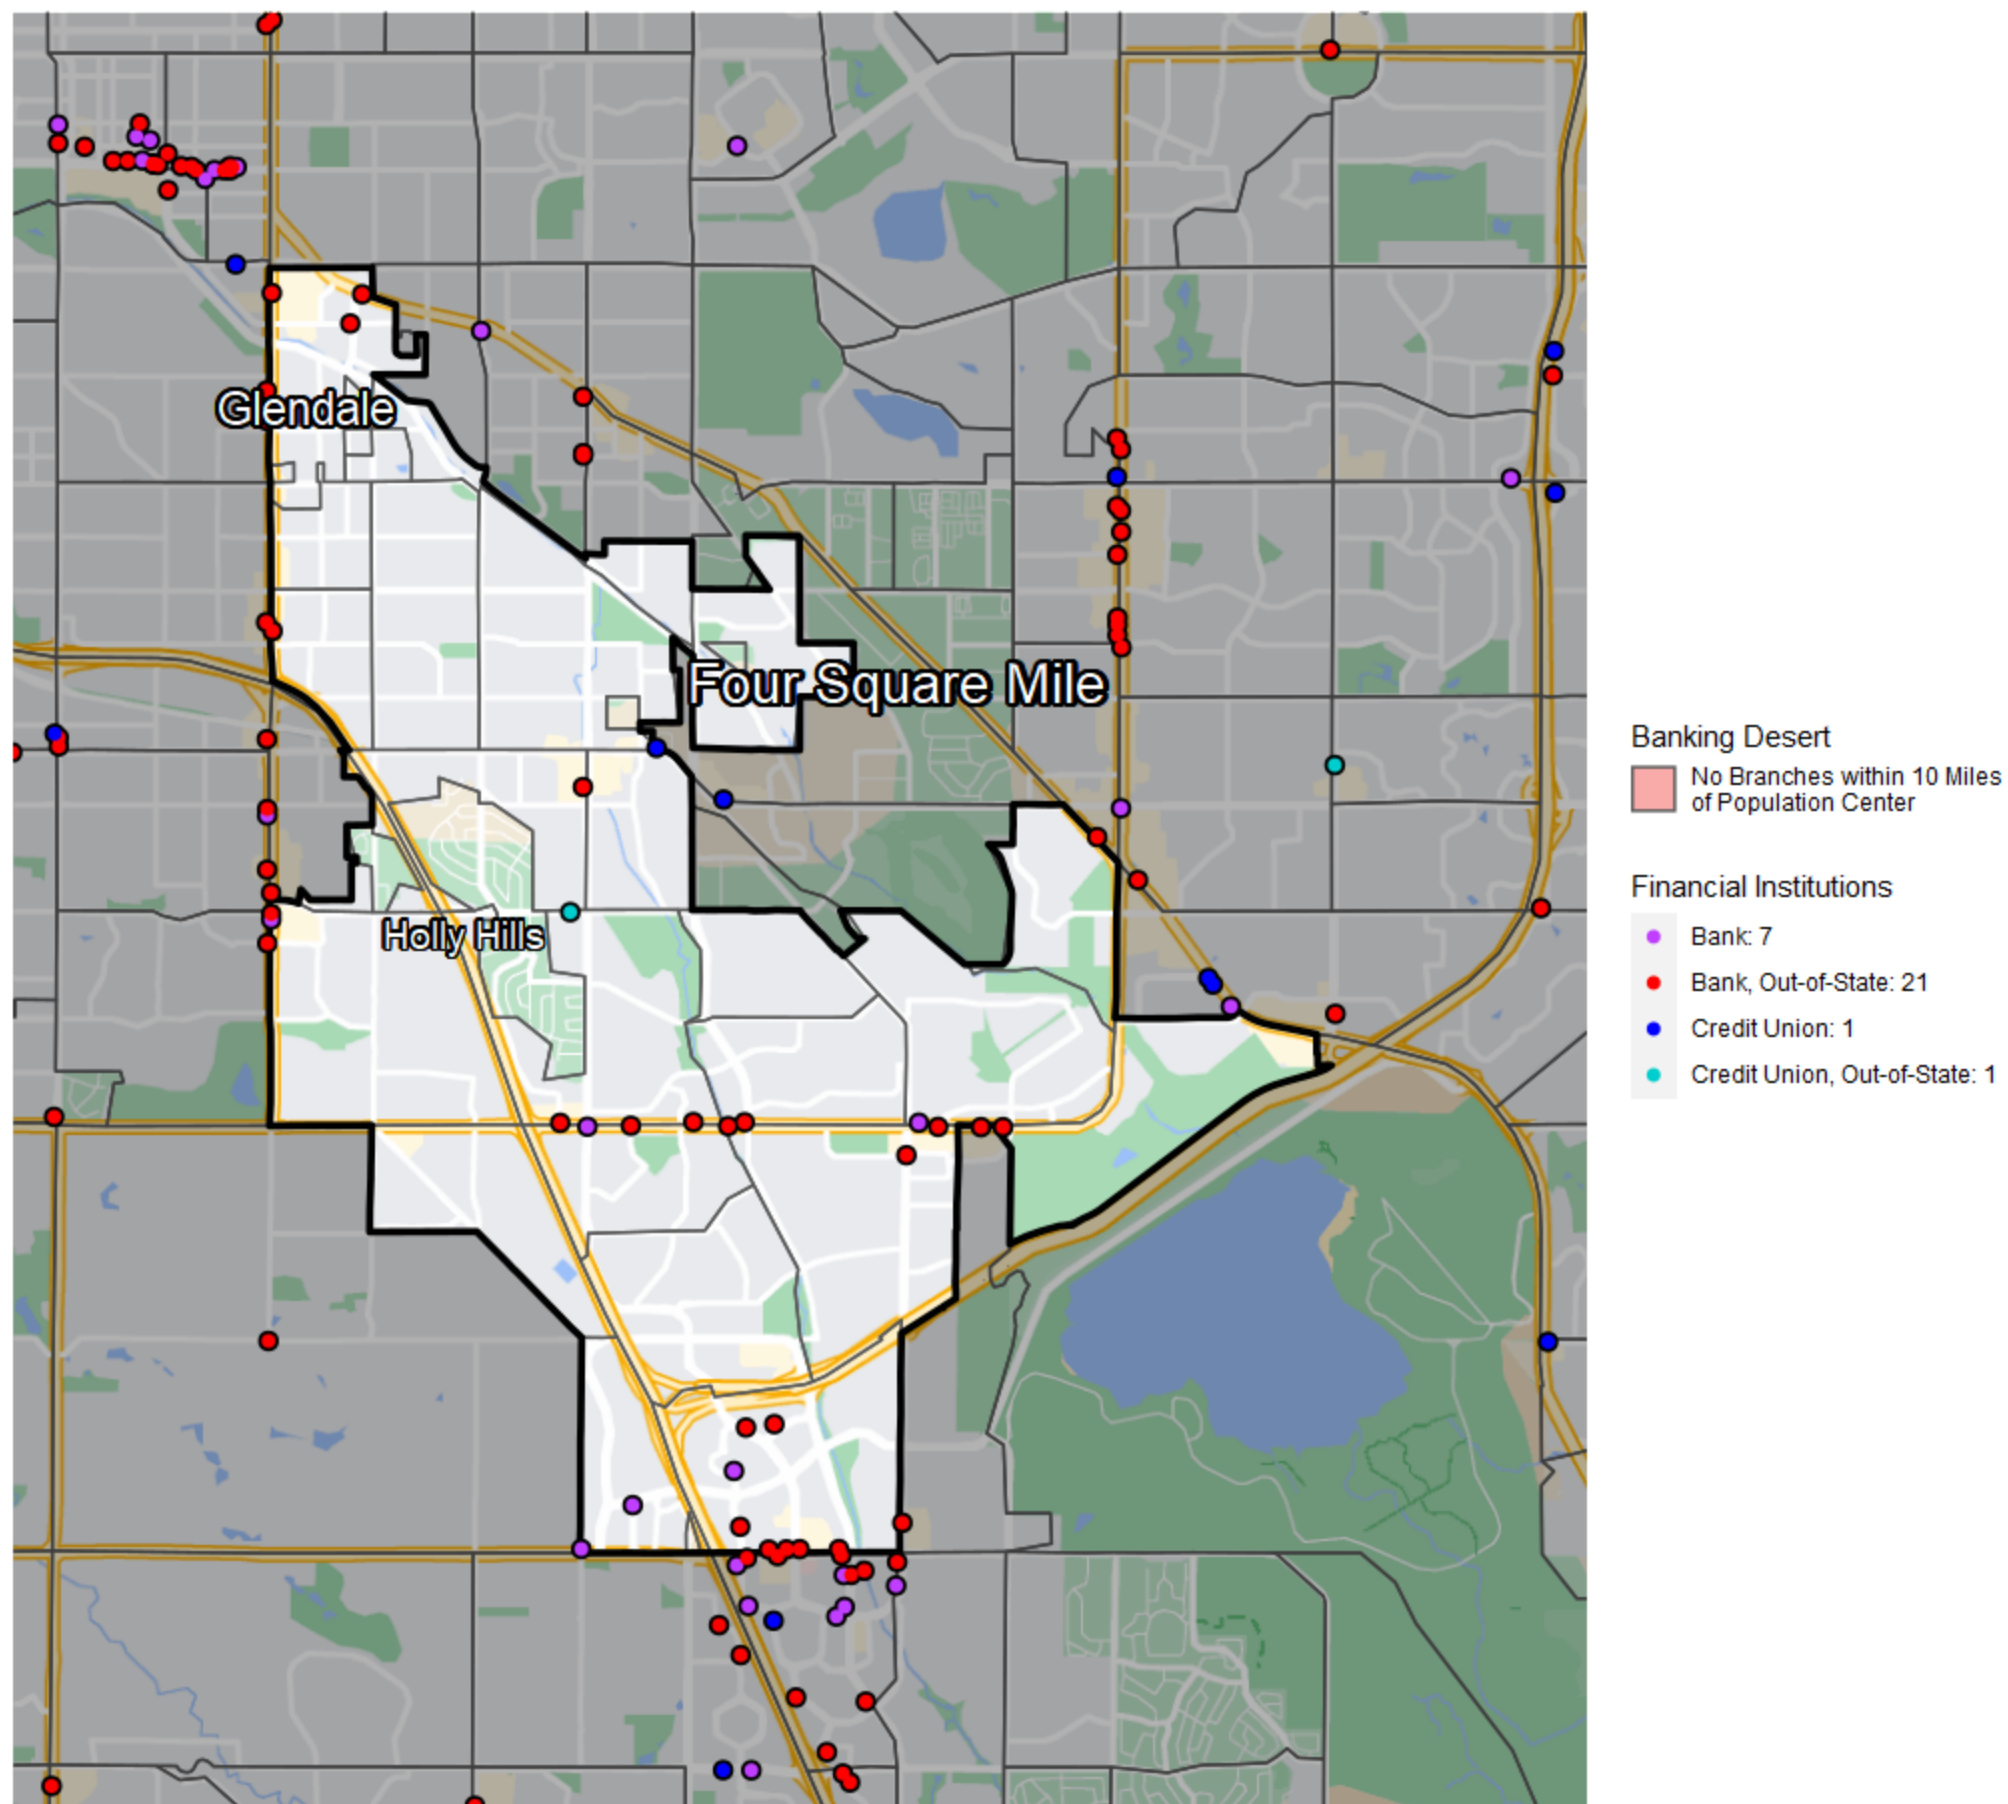 Glendale
Four Square Mile
Holly Hills
Banking Desert
No Branches within 10 Miles
of Population Center
Financial Institutions
Bank: 7
Bank, Out-of-State: 21
Credit Union: 1
Credit Union, Out-of-State: 1